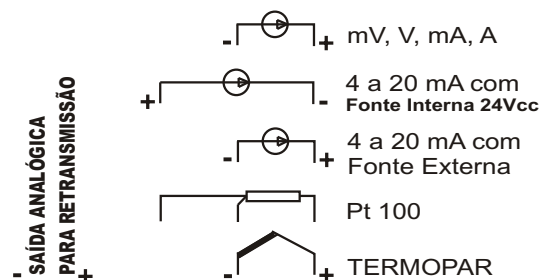 - + mV, V, mA, A
+ - 4 a 20 mA com
Fonte Interna 24Vcc
- + 4 a 20 mA com
Fonte Externa
Pt 100
- + TERMOPAR
SAÍDA ANALÓGICA
PARA RETRANSMISSÃO
- +